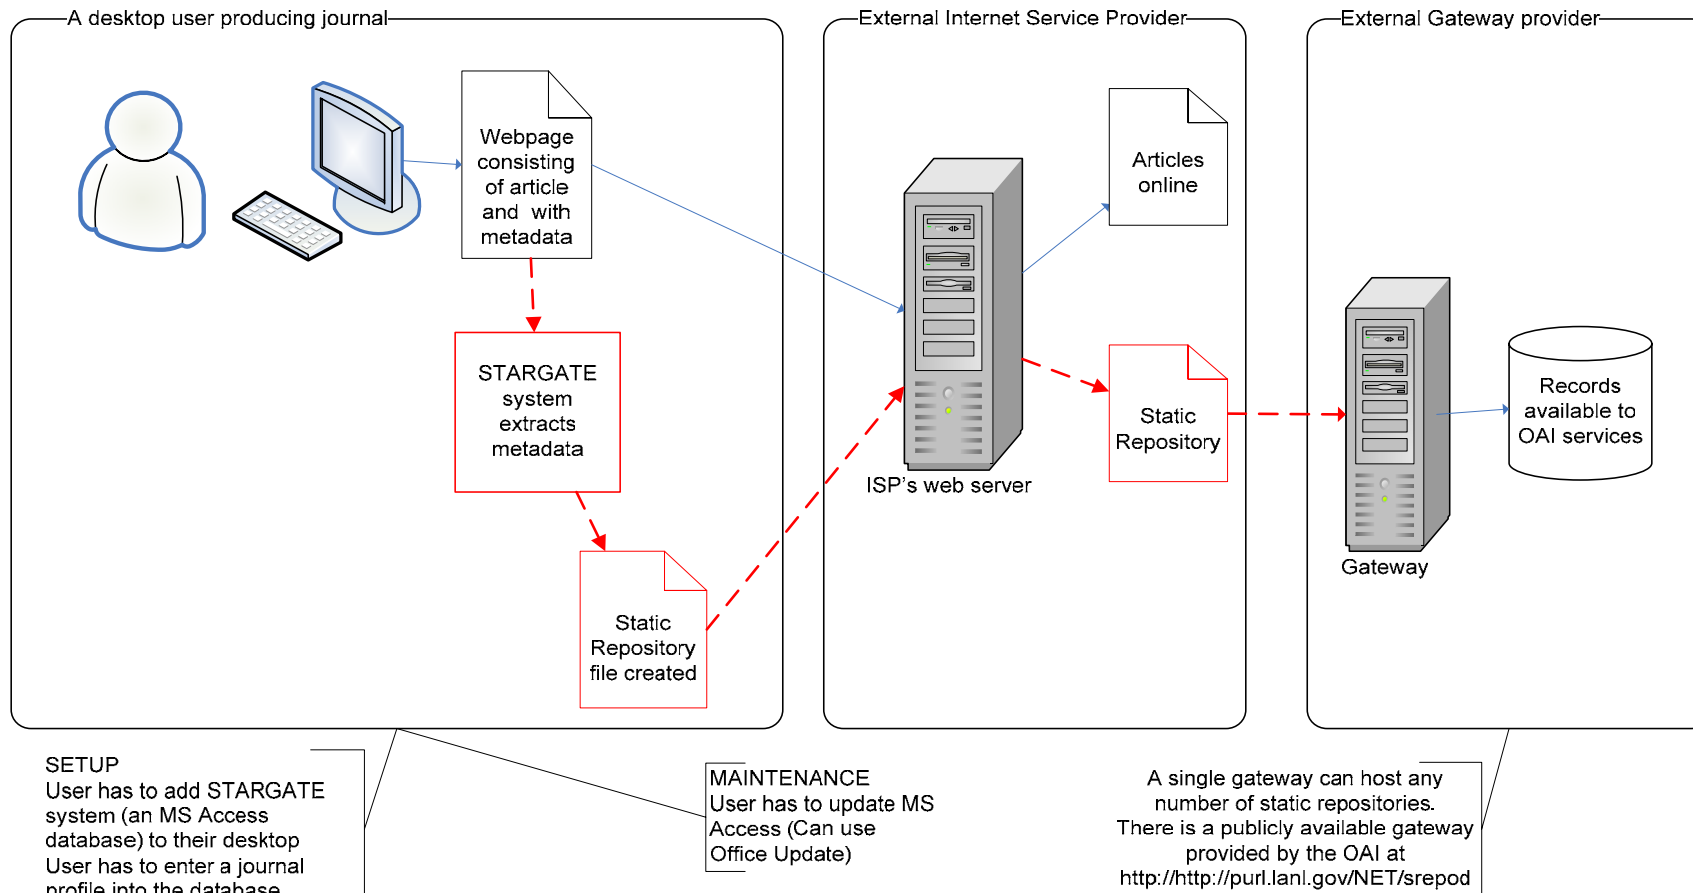 A desktop user producing journal
External Internet Service Provider
External Gateway provider
Webpage
consisting
of article
and with
metadata
STARGATE
system
extracts
metadata
Static
Repository
file created
Articles
online
ISP's web server
Static
Repository
Gateway
Records
available to
OAI services
SETUP
User has to add STARGATE
system (an MS Access
database) to their desktop
User has to enter a journal
profile into the database
MAINTENANCE
User has to update MS
Access (Can use
Office Update)
A single gateway can host any
number of static repositories.
There is a publicly available gateway
provided by the OAI at
http://http://purl.lanl.gov/NET/srepod